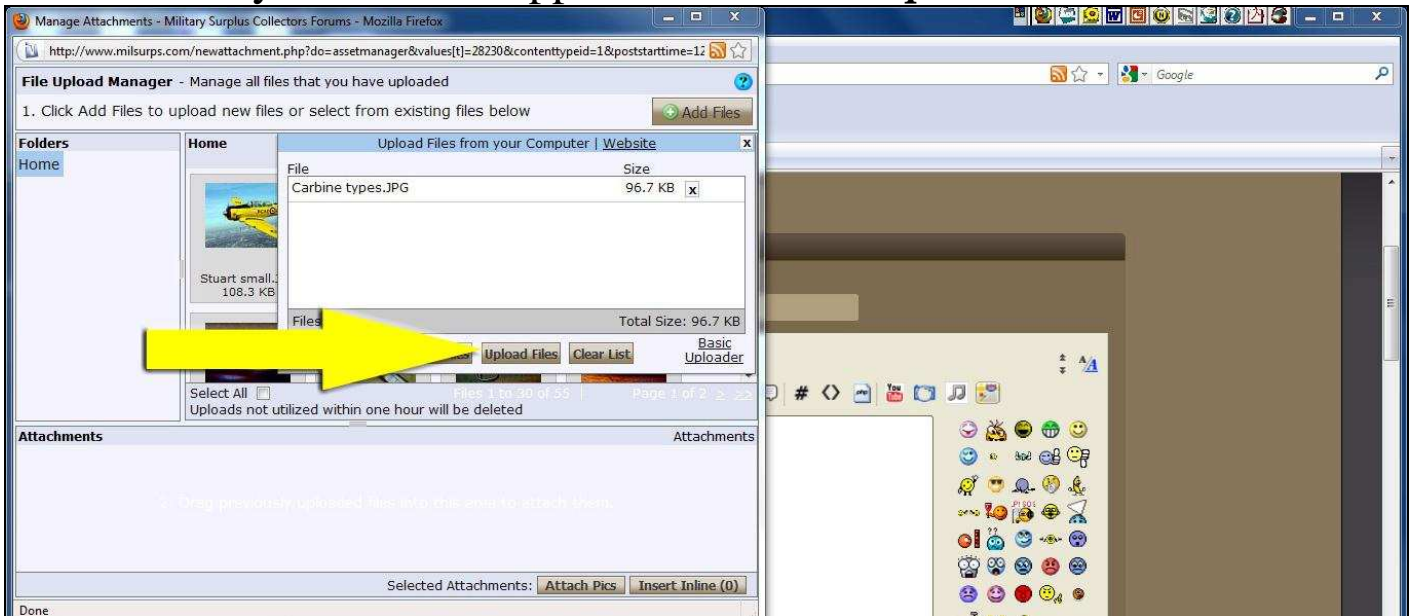 Manage Attachments - Military Surplus Collectors Forums - Mozilla Firefox
http://www.milsurps.com/newattachment.php?do=assetmanager&values[t]=28230&contenttypeid=1&poststarttime=12
Google
File Upload Manager - Manage all files that you have uploaded
1. Click Add Files to upload new files or select from existing files below
Add Files
Folders
Home
Home
Upload Files from your Computer | Website
x
File Size
Carbine types.JPG 96.7 KB x
Stuart small.
108.3 KB
Files
Total Size: 96.7 KB
Upload Files Clear List Basic
Uploader
Select All Files 1 to 30 of 55 | Page 1 of 2 > >>
Uploads not utilized within one hour will be deleted
Attachments Attachments
2. Drag previously uploaded files into this area to attach them.
Selected Attachments: Attach Pics Insert Inline (0)
Done